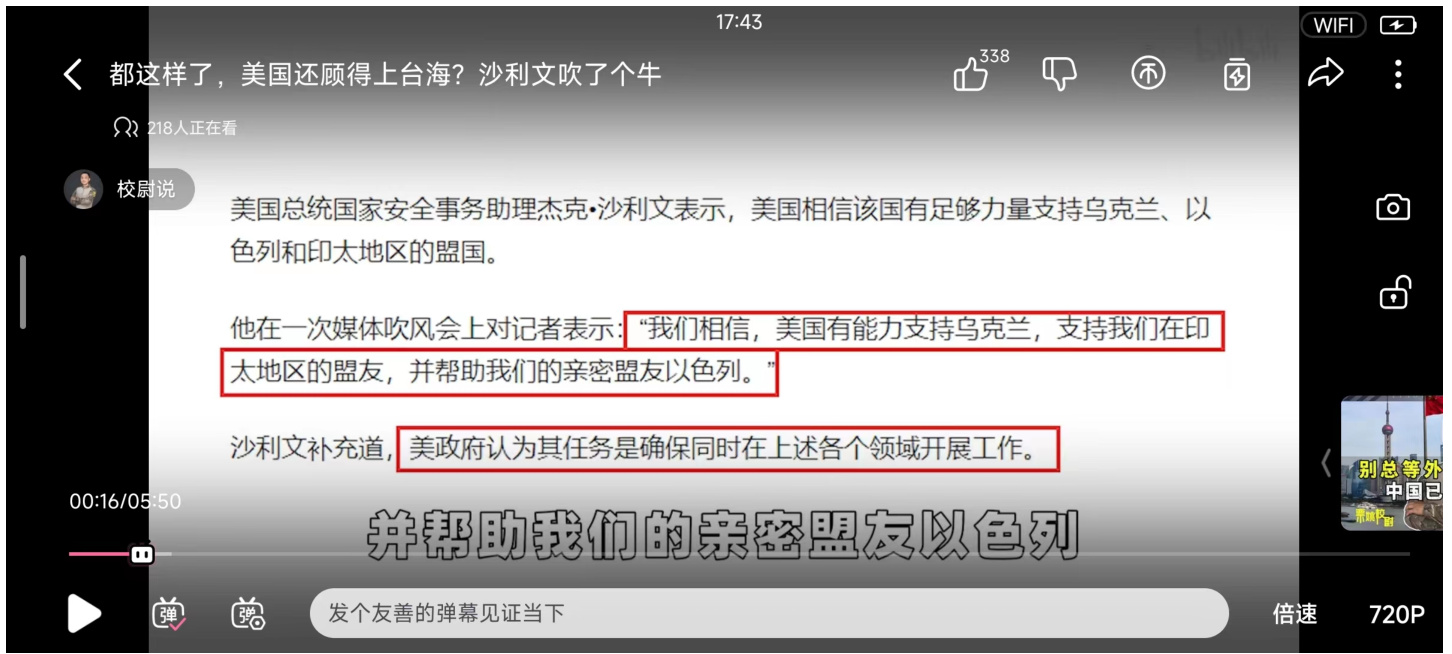 17:43
WIFI
都这样了，美国还顾得上台海？沙利文吹了个牛
338
218人正在看
校尉说
美国总统国家安全事务助理杰克•沙利文表示，美国相信该国有足够力量支持乌克兰、以
色列和印太地区的盟国。
他在一次媒体吹风会上对记者表示：“我们相信，美国有能力支持乌克兰，支持我们在印
太地区的盟友，并帮助我们的亲密盟友以色列。”
沙利文补充道，美政府认为其任务是确保同时在上述各个领域开展工作。
别总等外
中国已
00:16/05:50
并帮助我们的亲密盟友以色列
弹
弹
发个友善的弹幕见证当下
倍速
720P